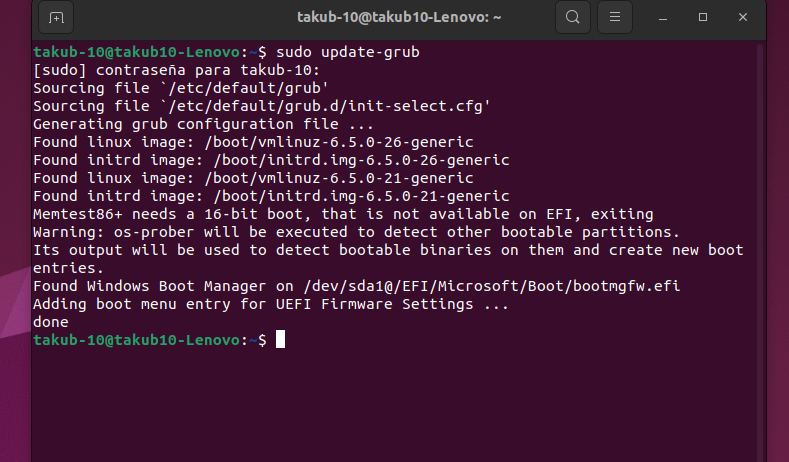 takub-10@takub10-Lenovo: ~
takub-10@takub10-Lenovo:~$ sudo update-grub
[sudo] contraseña para takub-10:
Sourcing file `/etc/default/grub'
Sourcing file `/etc/default/grub.d/init-select.cfg'
Generating grub configuration file ...
Found linux image: /boot/vmlinuz-6.5.0-26-generic
Found initrd image: /boot/initrd.img-6.5.0-26-generic
Found linux image: /boot/vmlinuz-6.5.0-21-generic
Found initrd image: /boot/initrd.img-6.5.0-21-generic
Memtest86+ needs a 16-bit boot, that is not available on EFI, exiting
Warning: os-prober will be executed to detect other bootable partitions.
Its output will be used to detect bootable binaries on them and create new boot
entries.
Found Windows Boot Manager on /dev/sda1@/EFI/Microsoft/Boot/bootmgfw.efi
Adding boot menu entry for UEFI Firmware Settings ...
done
takub-10@takub10-Lenovo:~$